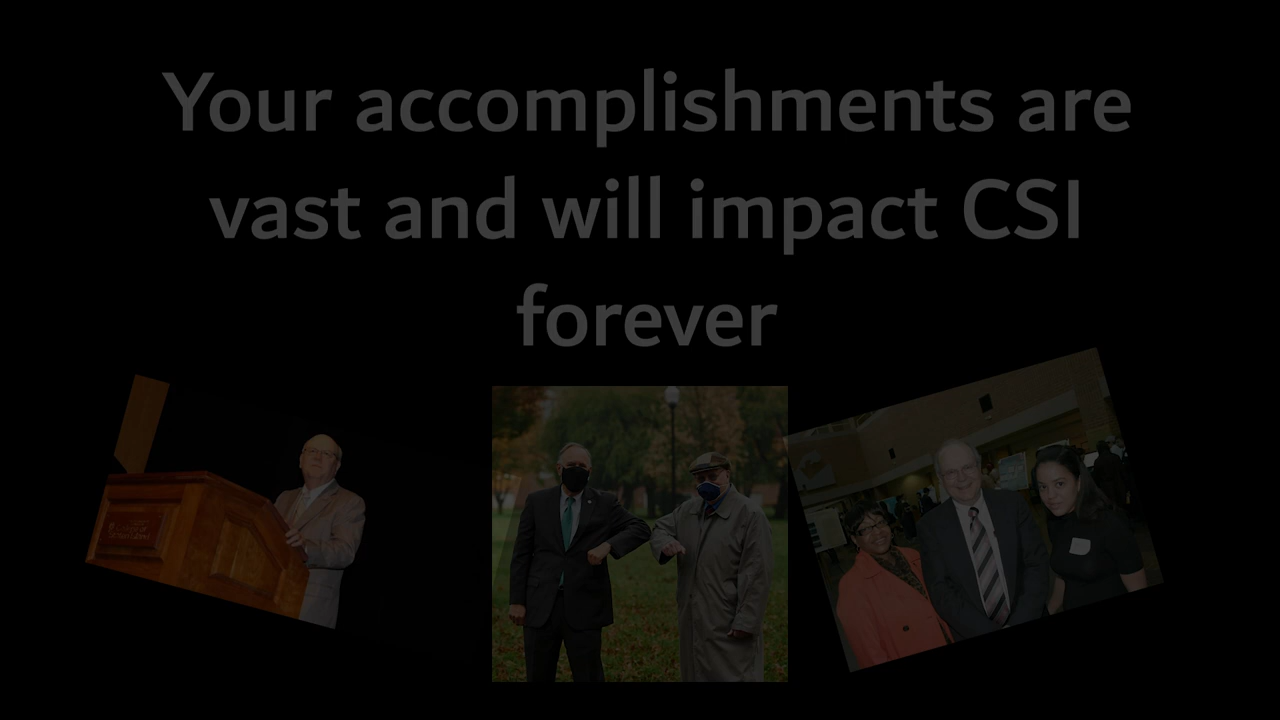 Your accomplishments are
vast and will impact CSI
forever